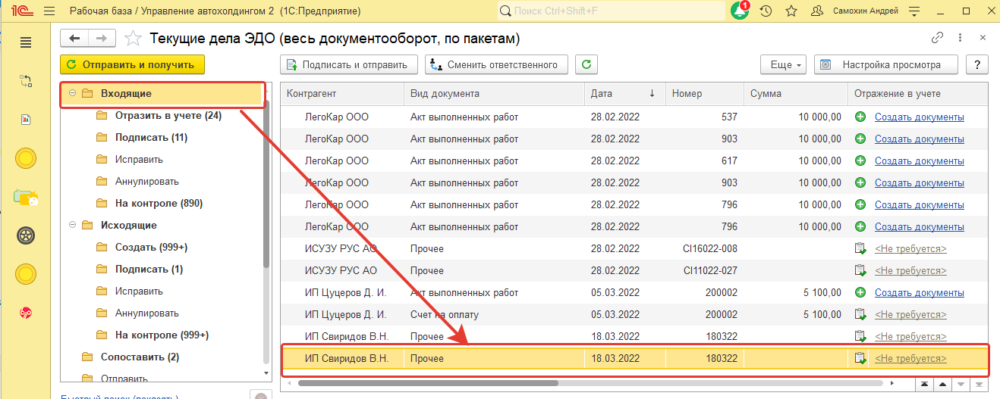 1С Рабочая база / Управление автохолдингом 2 (1С:Предприятие) Поиск Ctrl+Shift+F 1 Самохин Андрей
Текущие дела ЭДО (весь документооборот, по пакетам)
Отправить и получить Подписать и отправить Сменить ответственного Еще Настройка просмотра ?
Входящие
Отразить в учете (24)
Подписать (11)
Исправить
Аннулировать
На контроле (890)
Исходящие
Создать (999+)
Подписать (1)
Исправить
Аннулировать
На контроле (999+)
Сопоставить (2)
Отправить
Быстрый поиск (показать)
Контрагент Вид документа Дата ↓ Номер Сумма Отражение в учете
ЛегоКар ООО Акт выполненных работ 28.02.2022 537 10 000,00 Создать документы
ЛегоКар ООО Акт выполненных работ 28.02.2022 903 10 000,00 Создать документы
ЛегоКар ООО Акт выполненных работ 28.02.2022 617 10 000,00 Создать документы
ЛегоКар ООО Акт выполненных работ 28.02.2022 903 10 000,00 Создать документы
ЛегоКар ООО Акт выполненных работ 28.02.2022 796 10 000,00 Создать документы
ЛегоКар ООО Акт выполненных работ 28.02.2022 796 10 000,00 Создать документы
ИСУЗУ РУС АО Прочее 28.02.2022 CI16022-008 <Не требуется>
ИСУЗУ РУС АО Прочее 28.02.2022 CI11022-027 <Не требуется>
ИП Цуцеров Д. И. Акт выполненных работ 05.03.2022 200002 5 100,00 Создать документы
ИП Цуцеров Д. И. Счет на оплату 05.03.2022 200002 5 100,00 <Не требуется>
ИП Свиридов В.Н. Прочее 18.03.2022 180322 <Не требуется>
ИП Свиридов В.Н. Прочее 18.03.2022 180322 <Не требуется>